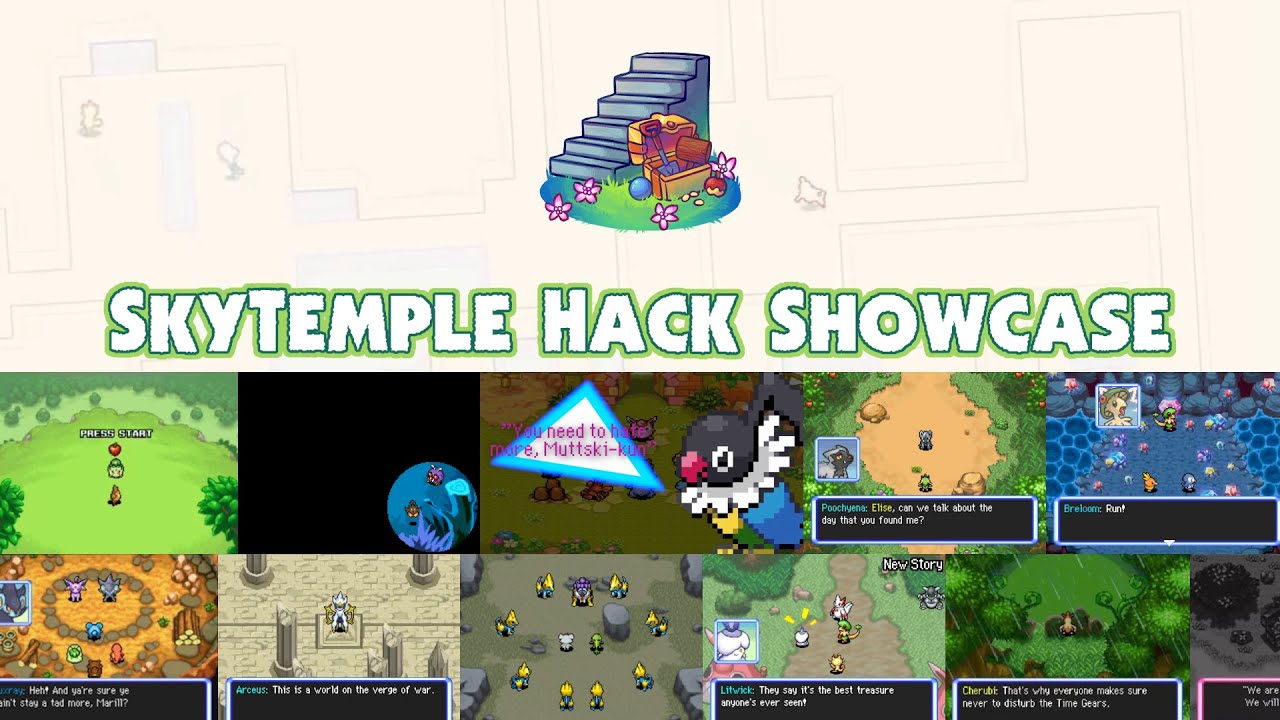 SkyTemple Hack Showcase
PRESS START
"You need to hate
more, Muttski-kun"
Poochyena: Elise, can we talk about the
day that you found me?
Breloom: Run!
uxray: Heh! And ya're sure ye
ain't stay a tad more, Marill?
Arceus: This is a world on the verge of war.
New Story
Litwick: They say it's the best treasure
anyone's ever seen!
Cherubi: That's why everyone makes sure
never to disturb the Time Gears.
"We are
We will